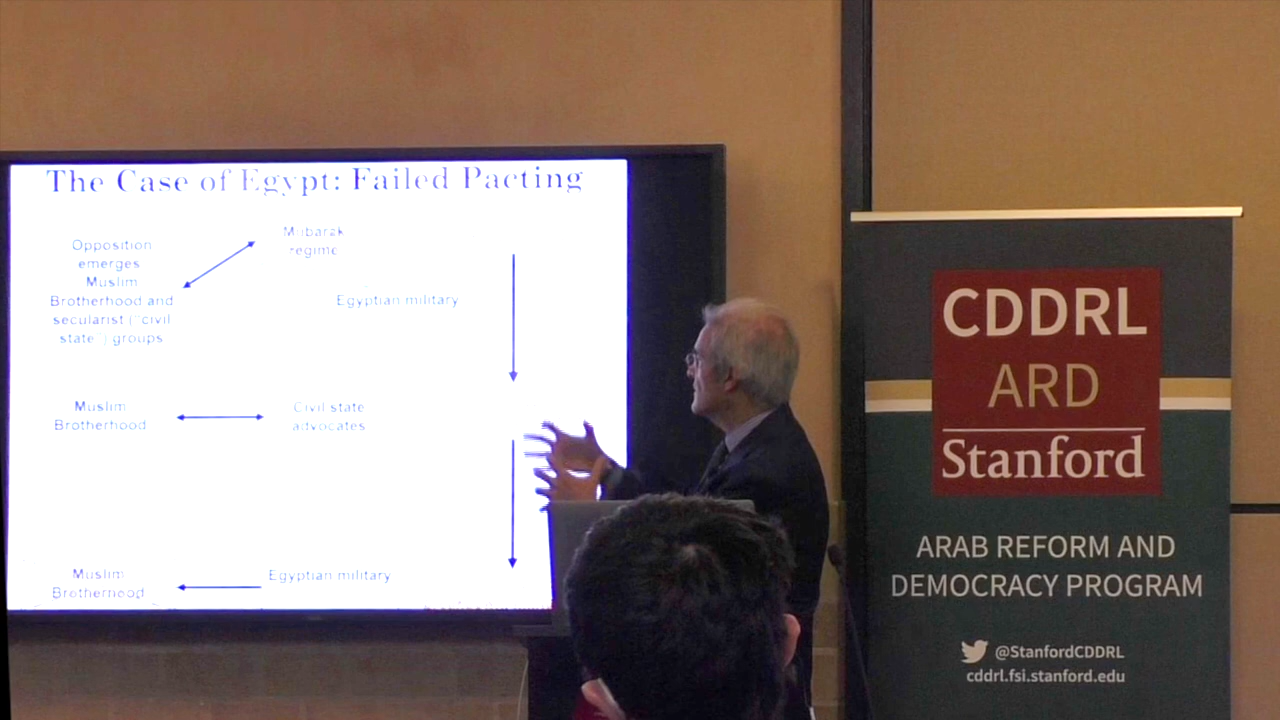 The Case of Egypt: Failed Pacting
Opposition
emerges
Muslim
Brotherhood and
secularist ("civil
state") groups
Mubarak
regime
Egyptian military
Muslim
Brotherhood
Civil state
advocates
Muslim
Brotherhood
Egyptian military
CDDRL
ARD
Stanford
ARAB REFORM AND
DEMOCRACY PROGRAM
@StanfordCDDRL
cddrl.fsi.stanford.edu